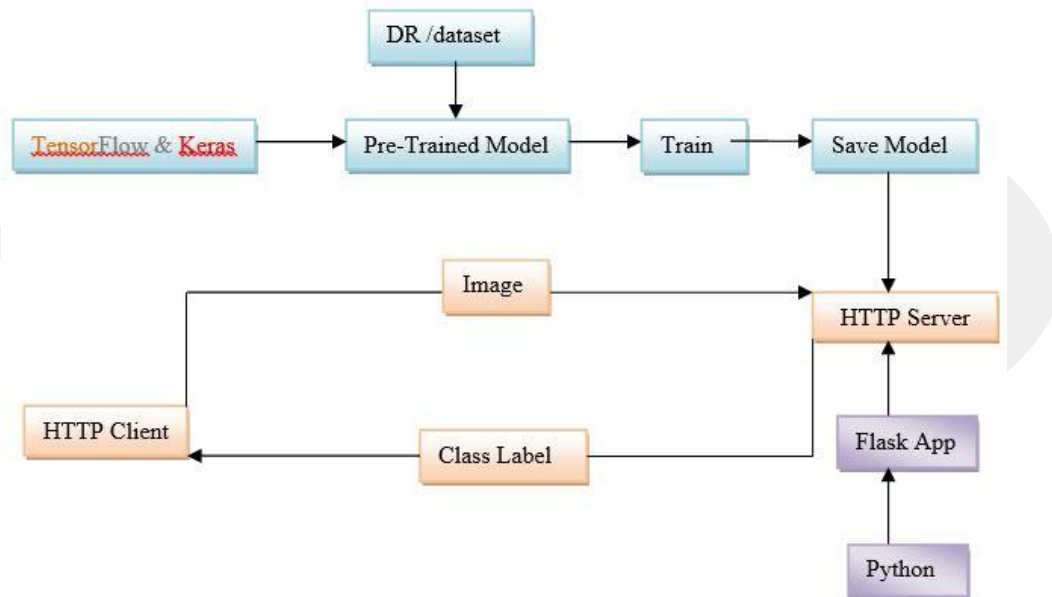 DR /dataset
TensorFlow & Keras
Pre-Trained Model
Train
Save Model
Image
HTTP Server
HTTP Client
Class Label
Flask App
Python